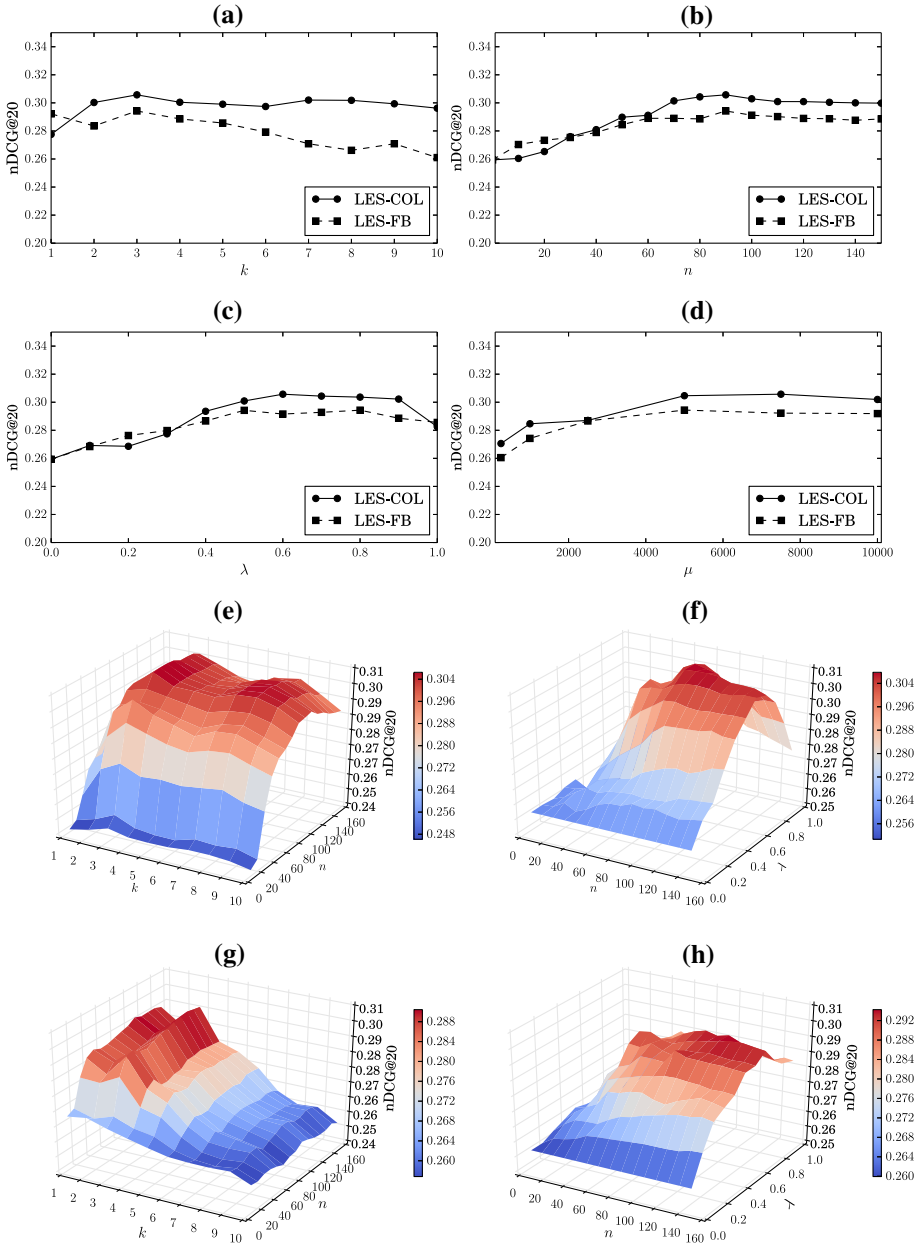 (a)
0.34
0.32
0.30
0.28
0.26
0.24
0.22
0.20
nDCG@20
1 2 3 4 5 6 7 8 9 10
k
LES-COL
LES-FB
(b)
0.34
0.32
0.30
0.28
0.26
0.24
0.22
0.20
nDCG@20
20 40 60 80 100 120 140
n
LES-COL
LES-FB
(c)
0.34
0.32
0.30
0.28
0.26
0.24
0.22
0.20
nDCG@20
0.0 0.2 0.4 0.6 0.8 1.0
λ
LES-COL
LES-FB
(d)
0.34
0.32
0.30
0.28
0.26
0.24
0.22
0.20
nDCG@20
2000 4000 6000 8000 10000
μ
LES-COL
LES-FB
(e)
0.31
0.30
0.29
0.28
0.27
0.26
0.25
0.24
nDCG@20
1 2 3 4 5 6 7 8 9 10
k
0 20 40 60 80 100 120 140 160
n
0.304
0.296
0.288
0.280
0.272
0.264
0.256
0.248
(f)
0.31
0.30
0.29
0.28
0.27
0.26
0.25
nDCG@20
0 20 40 60 80 100 120 140 160
n
0.0 0.2 0.4 0.6 0.8 1.0
λ
0.304
0.296
0.288
0.280
0.272
0.264
0.256
(g)
0.31
0.30
0.29
0.28
0.27
0.26
0.25
0.24
nDCG@20
1 2 3 4 5 6 7 8 9 10
k
0 20 40 60 80 100 120 140 160
n
0.288
0.284
0.280
0.276
0.272
0.268
0.264
0.260
(h)
0.31
0.30
0.29
0.28
0.27
0.26
0.25
nDCG@20
0 20 40 60 80 100 120 140 160
n
0.0 0.2 0.4 0.6 0.8 1.0
λ
0.292
0.288
0.284
0.280
0.276
0.272
0.268
0.264
0.260